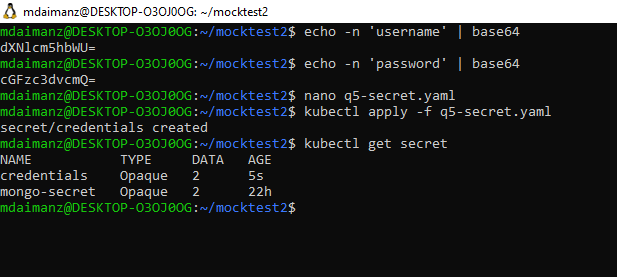 mdaimanz@DESKTOP-O3OJ0OG: ~/mocktest2
mdaimanz@DESKTOP-O3OJ0OG:~/mocktest2$ echo -n 'username' | base64
dXNlcm5hbWU=
mdaimanz@DESKTOP-O3OJ0OG:~/mocktest2$ echo -n 'password' | base64
cGFzc3dvcmQ=
mdaimanz@DESKTOP-O3OJ0OG:~/mocktest2$ nano q5-secret.yaml
mdaimanz@DESKTOP-O3OJ0OG:~/mocktest2$ kubectl apply -f q5-secret.yaml
secret/credentials created
mdaimanz@DESKTOP-O3OJ0OG:~/mocktest2$ kubectl get secret
NAME TYPE DATA AGE
credentials Opaque 2 5s
mongo-secret Opaque 2 22h
mdaimanz@DESKTOP-O3OJ0OG:~/mocktest2$